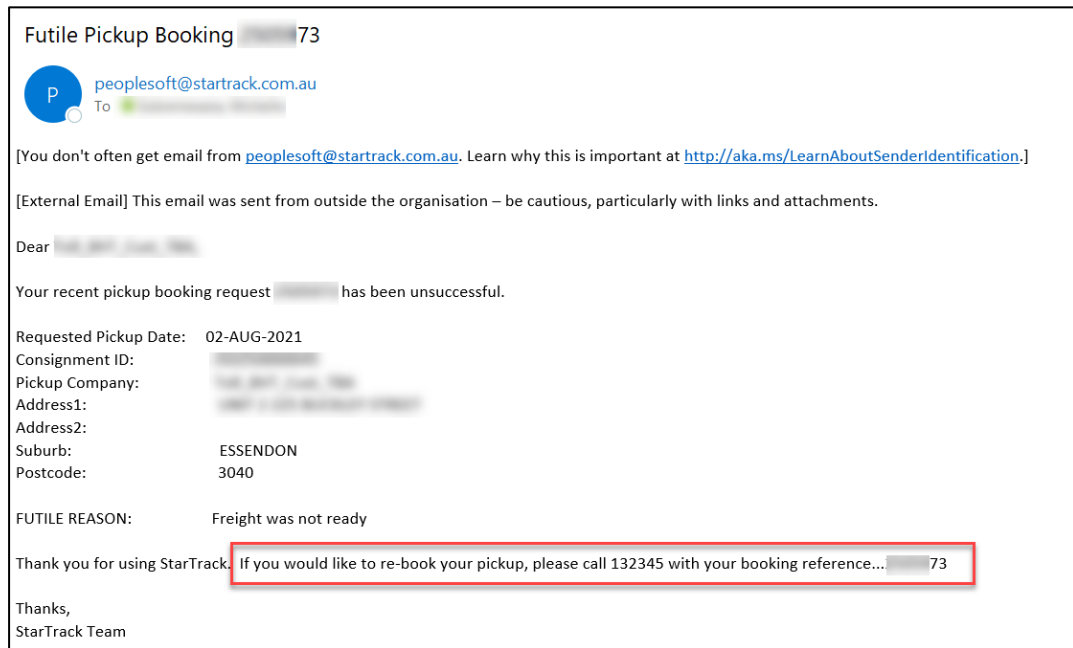 Futile Pickup Booking 73
P
peoplesoft@startrack.com.au
To
[You don't often get email from peoplesoft@startrack.com.au. Learn why this is important at http://aka.ms/LearnAboutSenderIdentification.]
[External Email] This email was sent from outside the organisation – be cautious, particularly with links and attachments.
Dear
Your recent pickup booking request has been unsuccessful.
Requested Pickup Date: 02-AUG-2021
Consignment ID:
Pickup Company:
Address1:
Address2:
Suburb: ESSENDON
Postcode: 3040
FUTILE REASON: Freight was not ready
Thank you for using StarTrack. If you would like to re-book your pickup, please call 132345 with your booking reference...73
Thanks,
StarTrack Team